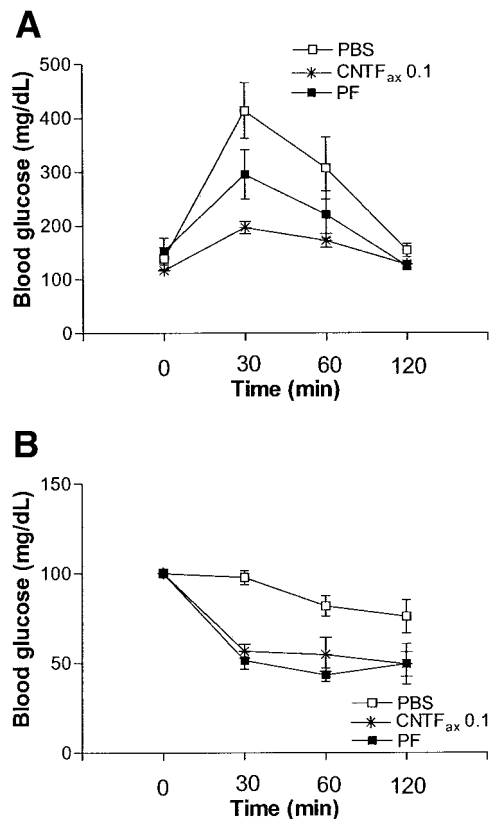 A
PBS
CNTFax 0.1
PF
Blood glucose (mg/dL)
500
400
300
200
100
0
0 30 60 120
Time (min)
B
Blood glucose (mg/dL)
150
100
50
0
PBS
CNTFax 0.1
PF
0 30 60 120
Time (min)